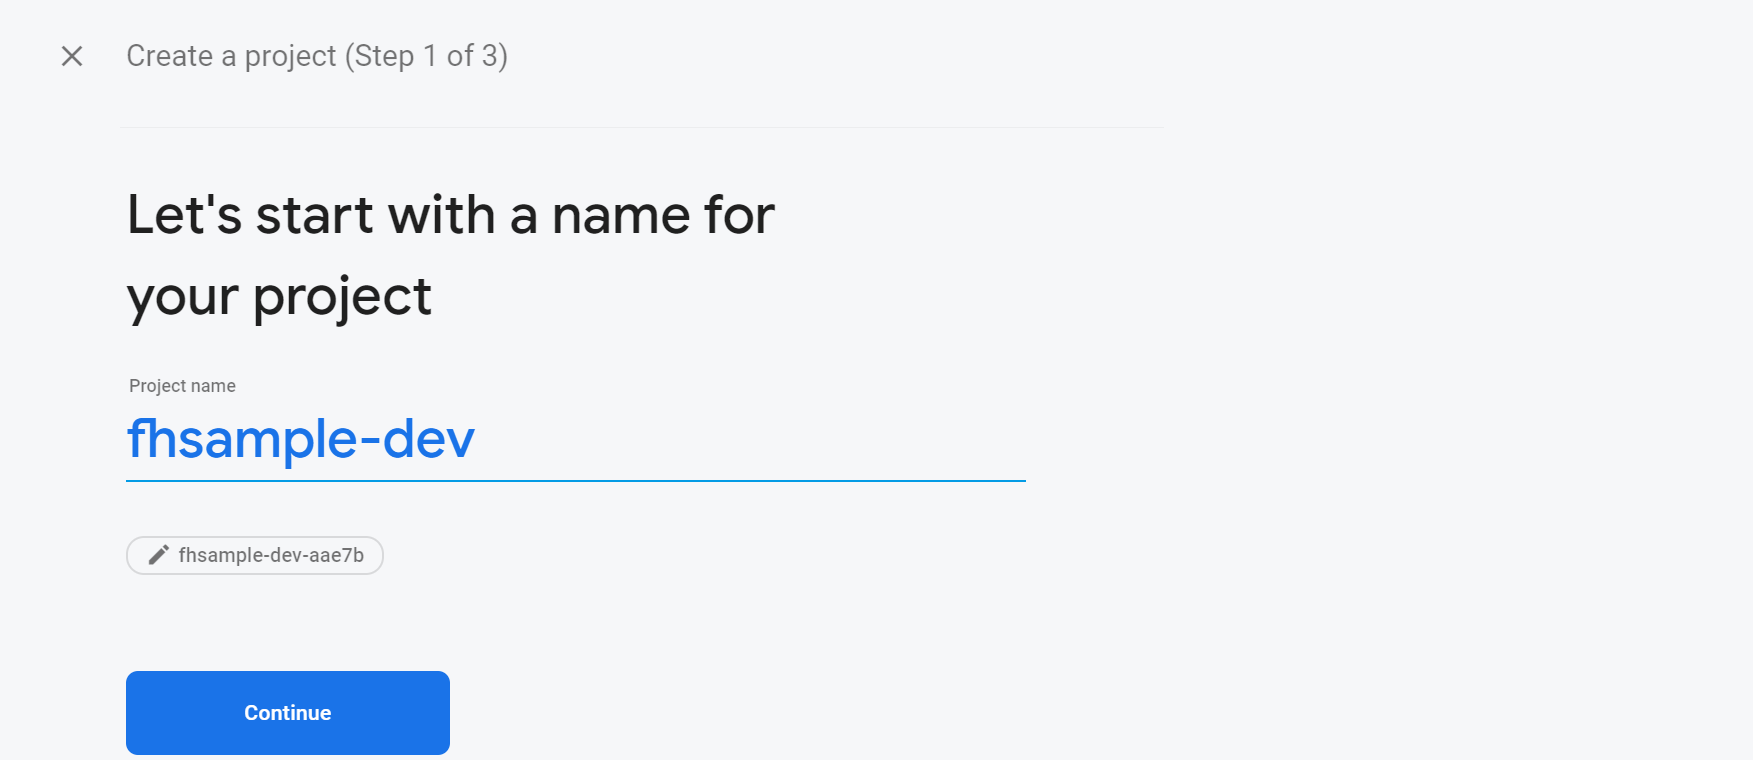 Create a project (Step 1 of 3)
Let's start with a name for
your project
Project name
fhsample-dev
fhsample-dev-aae7b
Continue